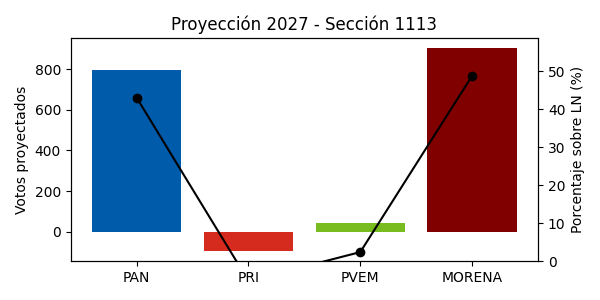 Proyección 2027 - Sección 1113
Votos proyectados
800
600
400
200
0
50
40
30
20
10
0
Porcentaje sobre LN (%)
PAN
PRI
PVEM
MORENA